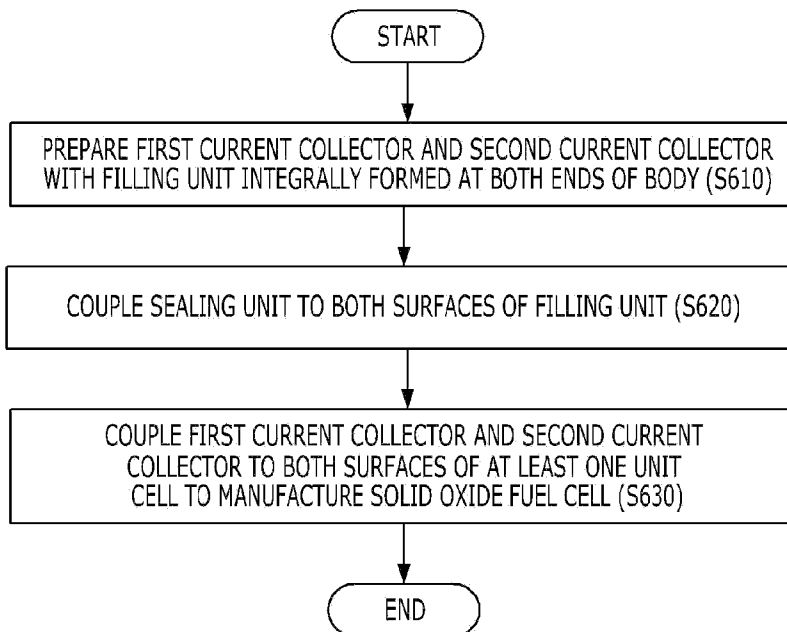 START
PREPARE FIRST CURRENT COLLECTOR AND SECOND CURRENT COLLECTOR
WITH FILLING UNIT INTEGRALLY FORMED AT BOTH ENDS OF BODY (S610)
COUPLE SEALING UNIT TO BOTH SURFACES OF FILLING UNIT (S620)
COUPLE FIRST CURRENT COLLECTOR AND SECOND CURRENT
COLLECTOR TO BOTH SURFACES OF AT LEAST ONE UNIT
CELL TO MANUFACTURE SOLID OXIDE FUEL CELL (S630)
END